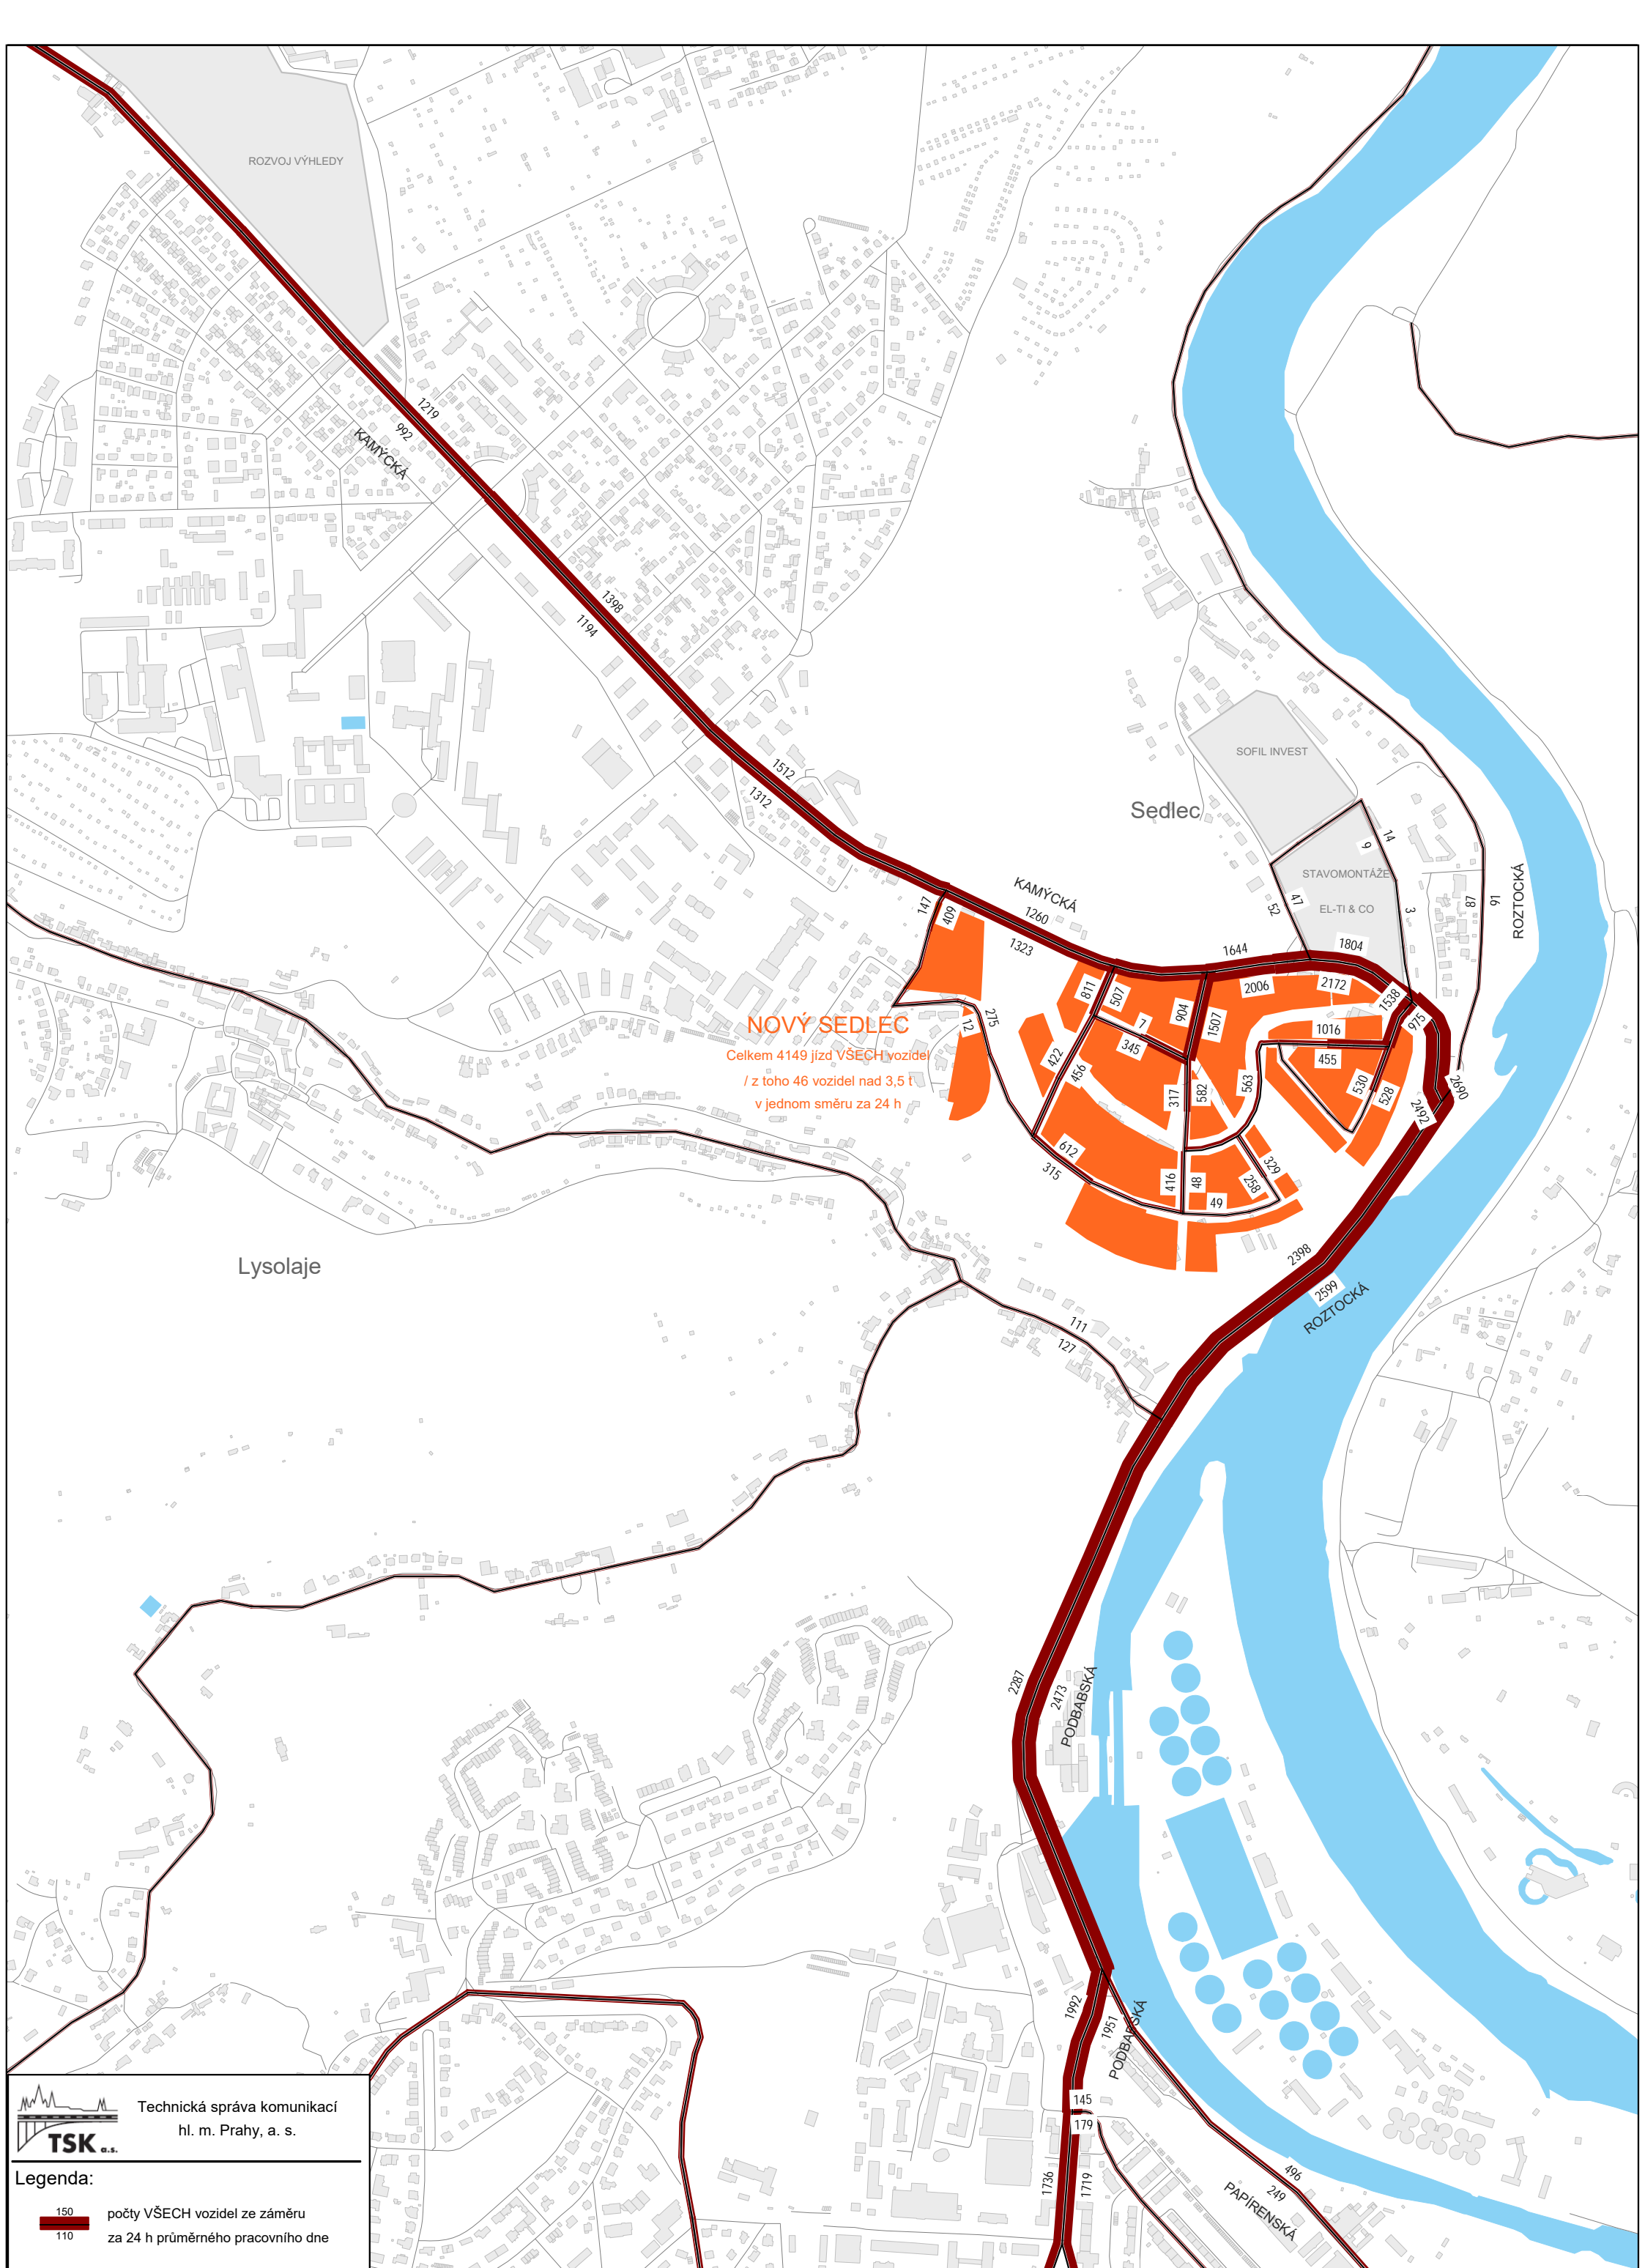 ROZVOJ VÝHLEDY
1219
992
KAMÝCKÁ
1398
1194
1512
1312
SOFIL INVEST
Sedlec
STAVOMONTÁŽE
EL-TI & CO
14
9
3
47
52
87
91
ROZTOCKÁ
KAMÝCKÁ
1260
1323
147
409
1644
1804
2006
2172
1538
975
811
507
904
1507
7
345
1016
455
NOVÝ SEDLEC
Celkem 4149 jízd VŠECH vozidel
/ z toho 46 vozidel nad 3,5 t
v jednom směru za 24 h
12
275
422
456
317
582
563
530
528
2690
2492
612
315
416
48
49
329
258
2398
2599
ROZTOCKÁ
Lysolaje
111
127
2287
2473
PODBABSKÁ
1992
1951
PODBABSKÁ
145
179
1736
1719
496
249
PAPÍRENSKÁ
Technická správa komunikací
hl. m. Prahy, a. s.
TSK a.s.
Legenda:
150
110
počty VŠECH vozidel ze záměru
za 24 h průměrného pracovního dne